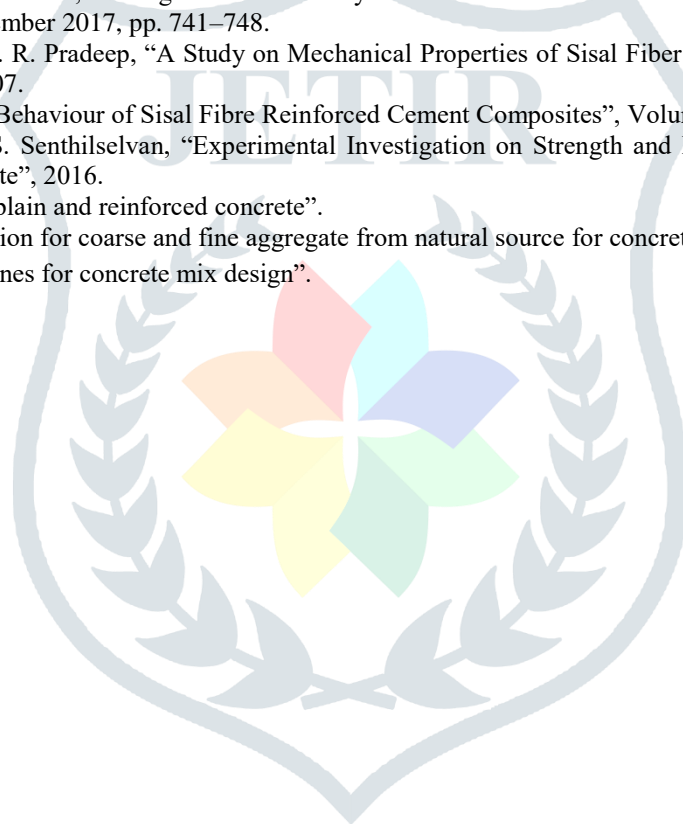 mber 2017, pp. 741–748.
. R. Pradeep, “A Study on Mechanical Properties of Sisal Fiber
07.
Behaviour of Sisal Fibre Reinforced Cement Composites”, Volu
S. Senthilselvan, “Experimental Investigation on Strength and
te”, 2016.
plain and reinforced concrete”.
ion for coarse and fine aggregate from natural source for concret
nes for concrete mix design”.
JETIR